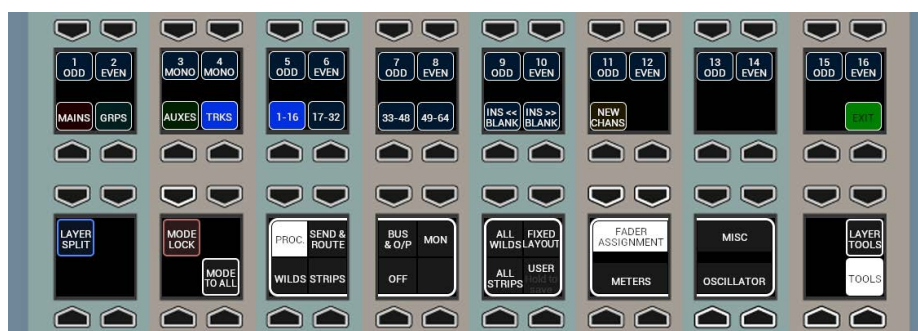 1 ODD
2 EVEN
3 MONO
4 MONO
5 ODD
6 EVEN
7 ODD
8 EVEN
9 ODD
10 EVEN
11 ODD
12 EVEN
13 ODD
14 EVEN
15 ODD
16 EVEN
MAINS
GRPS
AUXES
TRKS
1-16
17-32
33-48
49-64
INS << BLANK
INS >> BLANK
NEW CHANS
EXIT
LAYER SPLIT
MODE LOCK
MODE TO ALL
PROC.
SEND & ROUTE
WILDS
STRIPS
BUS & O/P
MON
OFF
ALL WILDS
FIXED LAYOUT
ALL STRIPS
USER
Hold to
save
FADER ASSIGNMENT
METERS
MISC
OSCILLATOR
LAYER TOOLS
TOOLS